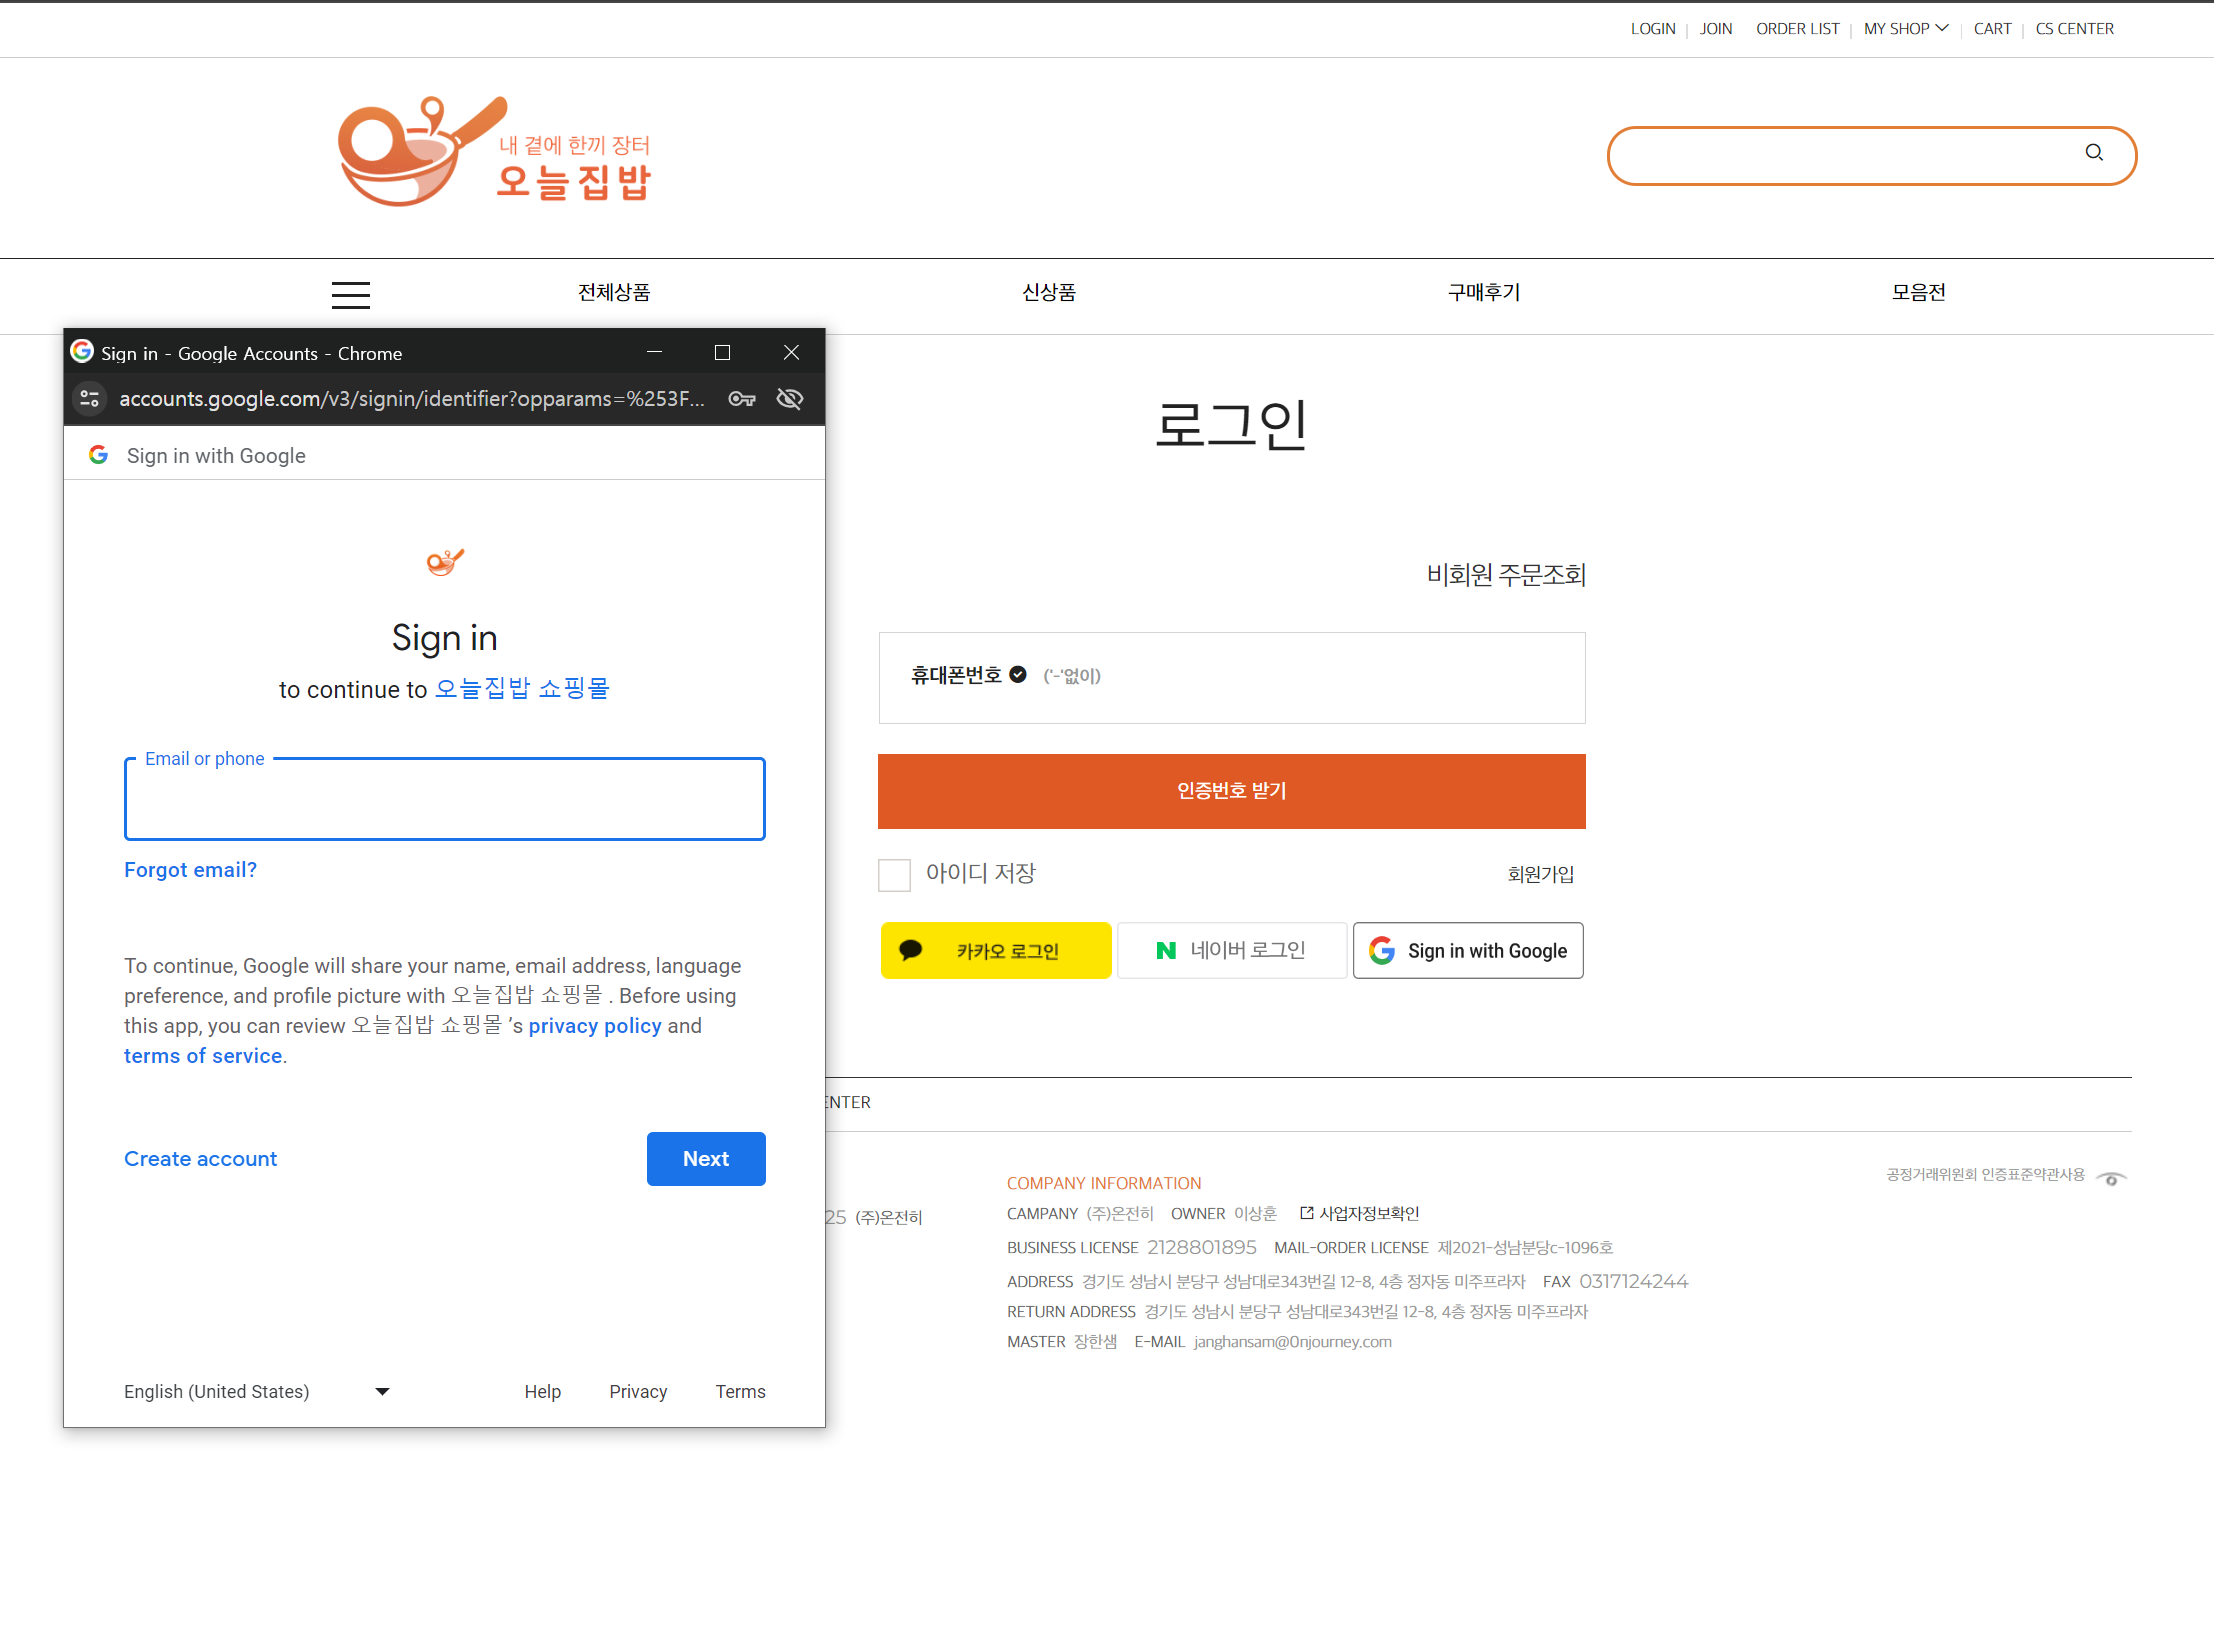 LOGIN JOIN ORDER LIST MY SHOP CART CS CENTER
내 곁에 한끼 장터
오늘집밥
전체상품 신상품 구매후기 모음전
Sign in - Google Accounts - Chrome
accounts.google.com/v3/signin/identifier?opparams=%253F...
Sign in with Google
Sign in
to continue to 오늘집밥 쇼핑몰
Email or phone
Forgot email?
To continue, Google will share your name, email address, language
preference, and profile picture with 오늘집밥 쇼핑몰 . Before using
this app, you can review 오늘집밥 쇼핑몰 ’s privacy policy and
terms of service.
Create account Next
English (United States) Help Privacy Terms
로그인
비회원 주문조회
휴대폰번호 ('-'없이)
인증번호 받기
아이디 저장 회원가입
카카오 로그인 네이버 로그인 Sign in with Google
ENTER
25 (주)온전히
COMPANY INFORMATION
CAMPANY (주)온전히 OWNER 이상훈 사업자정보확인
BUSINESS LICENSE 2128801895 MAIL-ORDER LICENSE 제2021-성남분당c-1096호
ADDRESS 경기도 성남시 분당구 성남대로343번길 12-8, 4층 정자동 미주프라자 FAX 0317124244
RETURN ADDRESS 경기도 성남시 분당구 성남대로343번길 12-8, 4층 정자동 미주프라자
MASTER 장한샘 E-MAIL janghansam@0njourney.com
공정거래위원회 인증표준약관사용